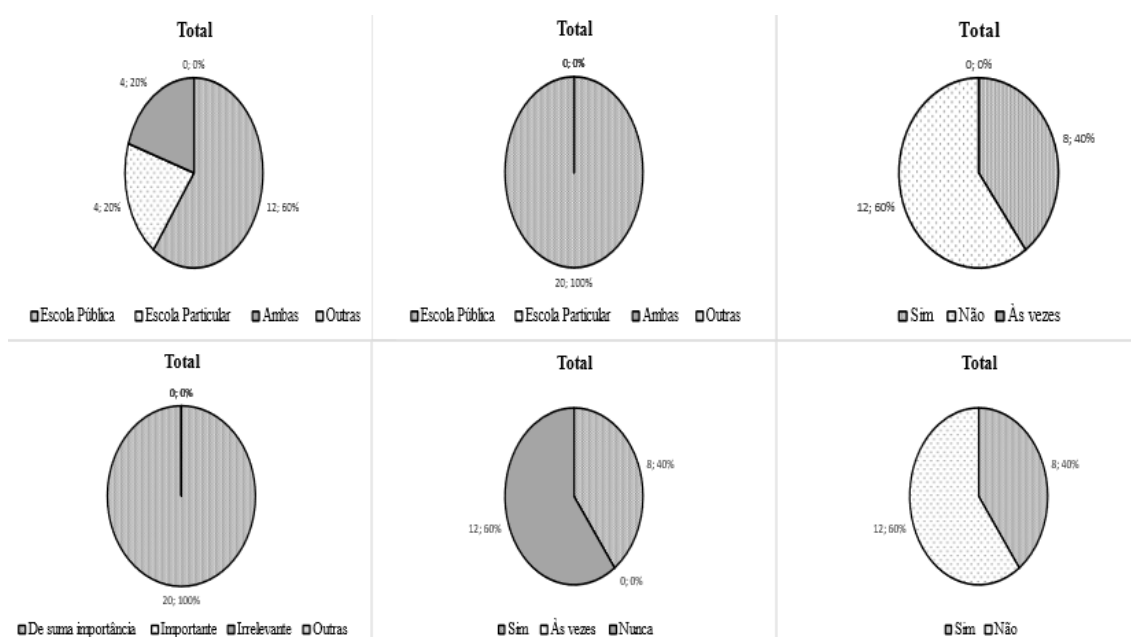 Total
0; 0%
4; 20%
4; 20%
12; 60%
Escola Pública Escola Particular Ambas Outras
Total
0; 0%
20; 100%
Escola Pública Escola Particular Ambas Outras
Total
0; 0%
8; 40%
12; 60%
Sim Não Às vezes
Total
0; 0%
20; 100%
De suma importância Importante Irrelevante Outras
Total
8; 40%
12; 60%
0; 0%
Sim Às vezes Nunca
Total
8; 40%
12; 60%
Sim Não